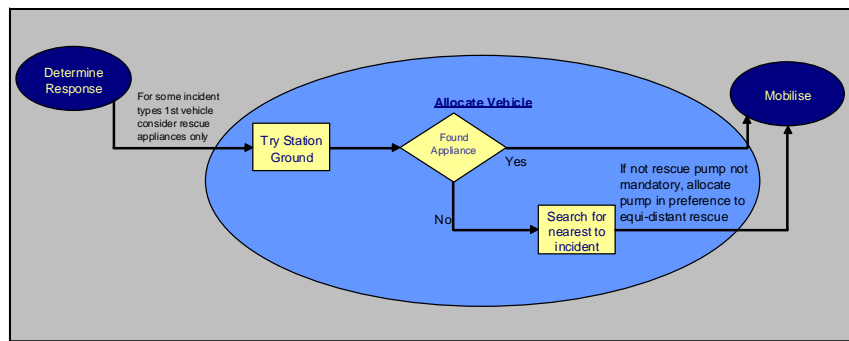 Determine
Response
For some incident
types 1st vehicle
consider rescue
appliances only
Allocate Vehicle
Try Station
Ground
Found
Appliance
Yes
No
Search for
nearest to
incident
If not rescue pump not
mandatory, allocate
pump in preference to
equi-distant rescue
Mobilise